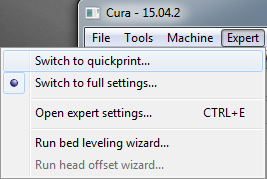 Cura - 15.04.2
File Tools Machine Expert
Switch to quickprint...
Switch to full settings...
Open expert settings... CTRL+E
Run bed leveling wizard...
Run head offset wizard...